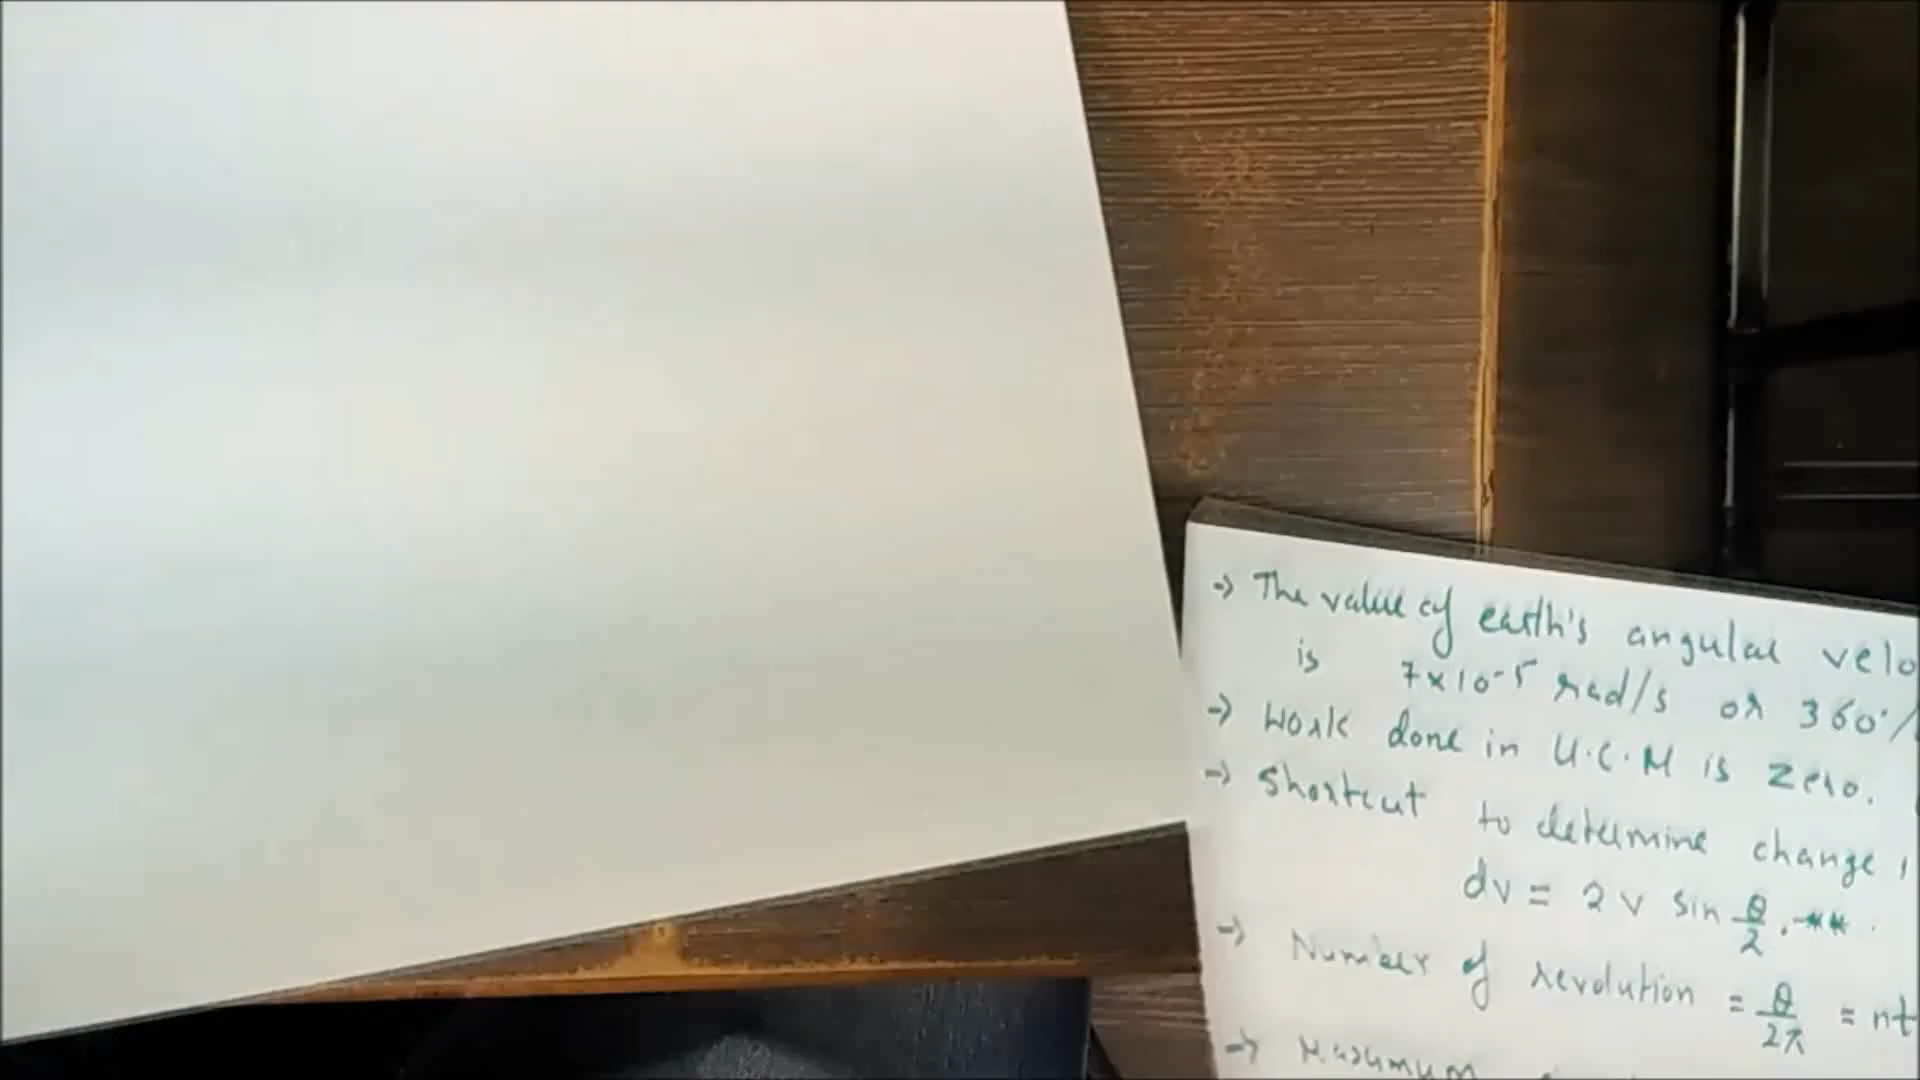 -> The value of earth's angular velo
is 7x10-5 rad/s or 360°/
-> Work done in U.C.M is zero.
-> Shortcut to determine change i
dv = 2v sin θ/2 . **
-> Number of revolution = θ/2π = nt
-> Maximum